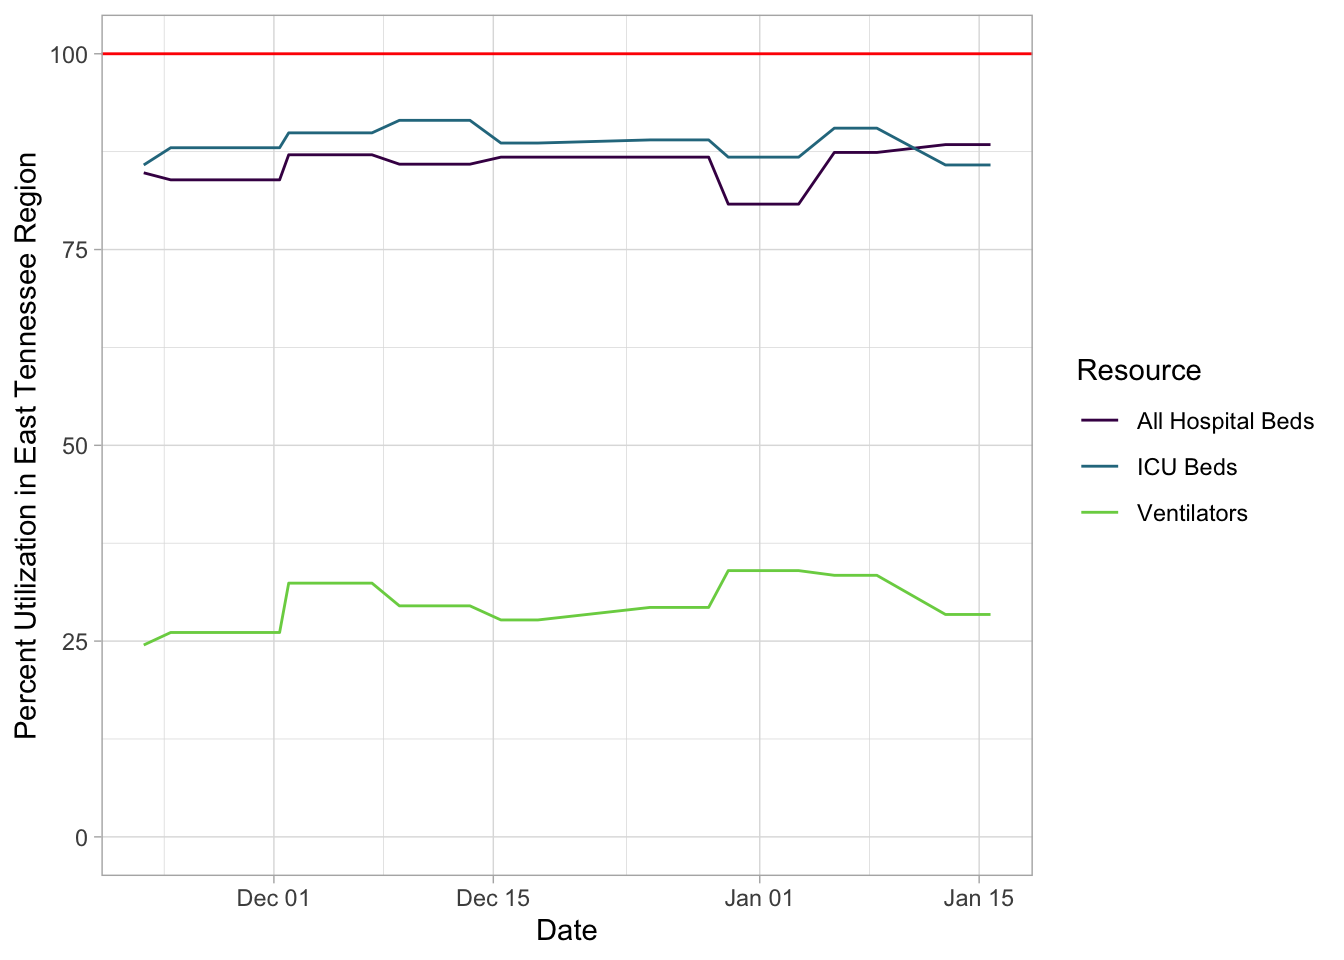 Percent Utilization in East Tennessee Region
100
75
50
25
0
Dec 01
Dec 15
Jan 01
Jan 15
Date
Resource
All Hospital Beds
ICU Beds
Ventilators